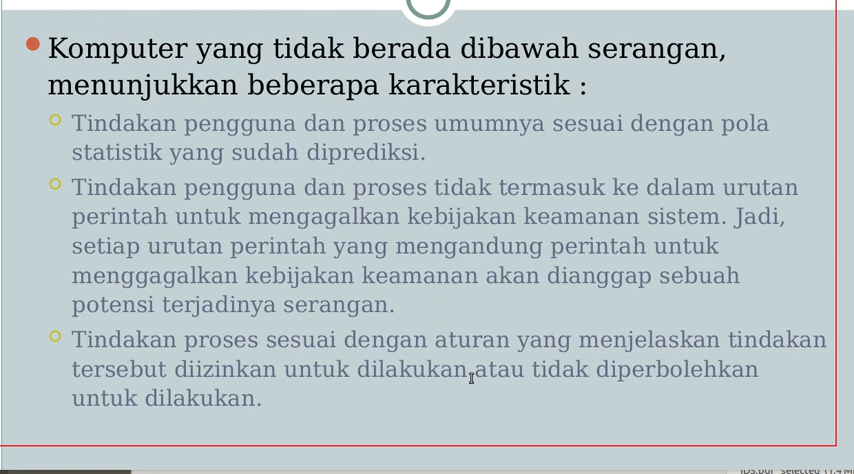 Komputer yang tidak berada dibawah serangan,
menunjukkan beberapa karakteristik :
Tindakan pengguna dan proses umumnya sesuai dengan pola
statistik yang sudah diprediksi.
Tindakan pengguna dan proses tidak termasuk ke dalam urutan
perintah untuk mengagalkan kebijakan keamanan sistem. Jadi,
setiap urutan perintah yang mengandung perintah untuk
menggagalkan kebijakan keamanan akan dianggap sebuah
potensi terjadinya serangan.
Tindakan proses sesuai dengan aturan yang menjelaskan tindakan
tersebut diizinkan untuk dilakukan atau tidak diperbolehkan
untuk dilakukan.